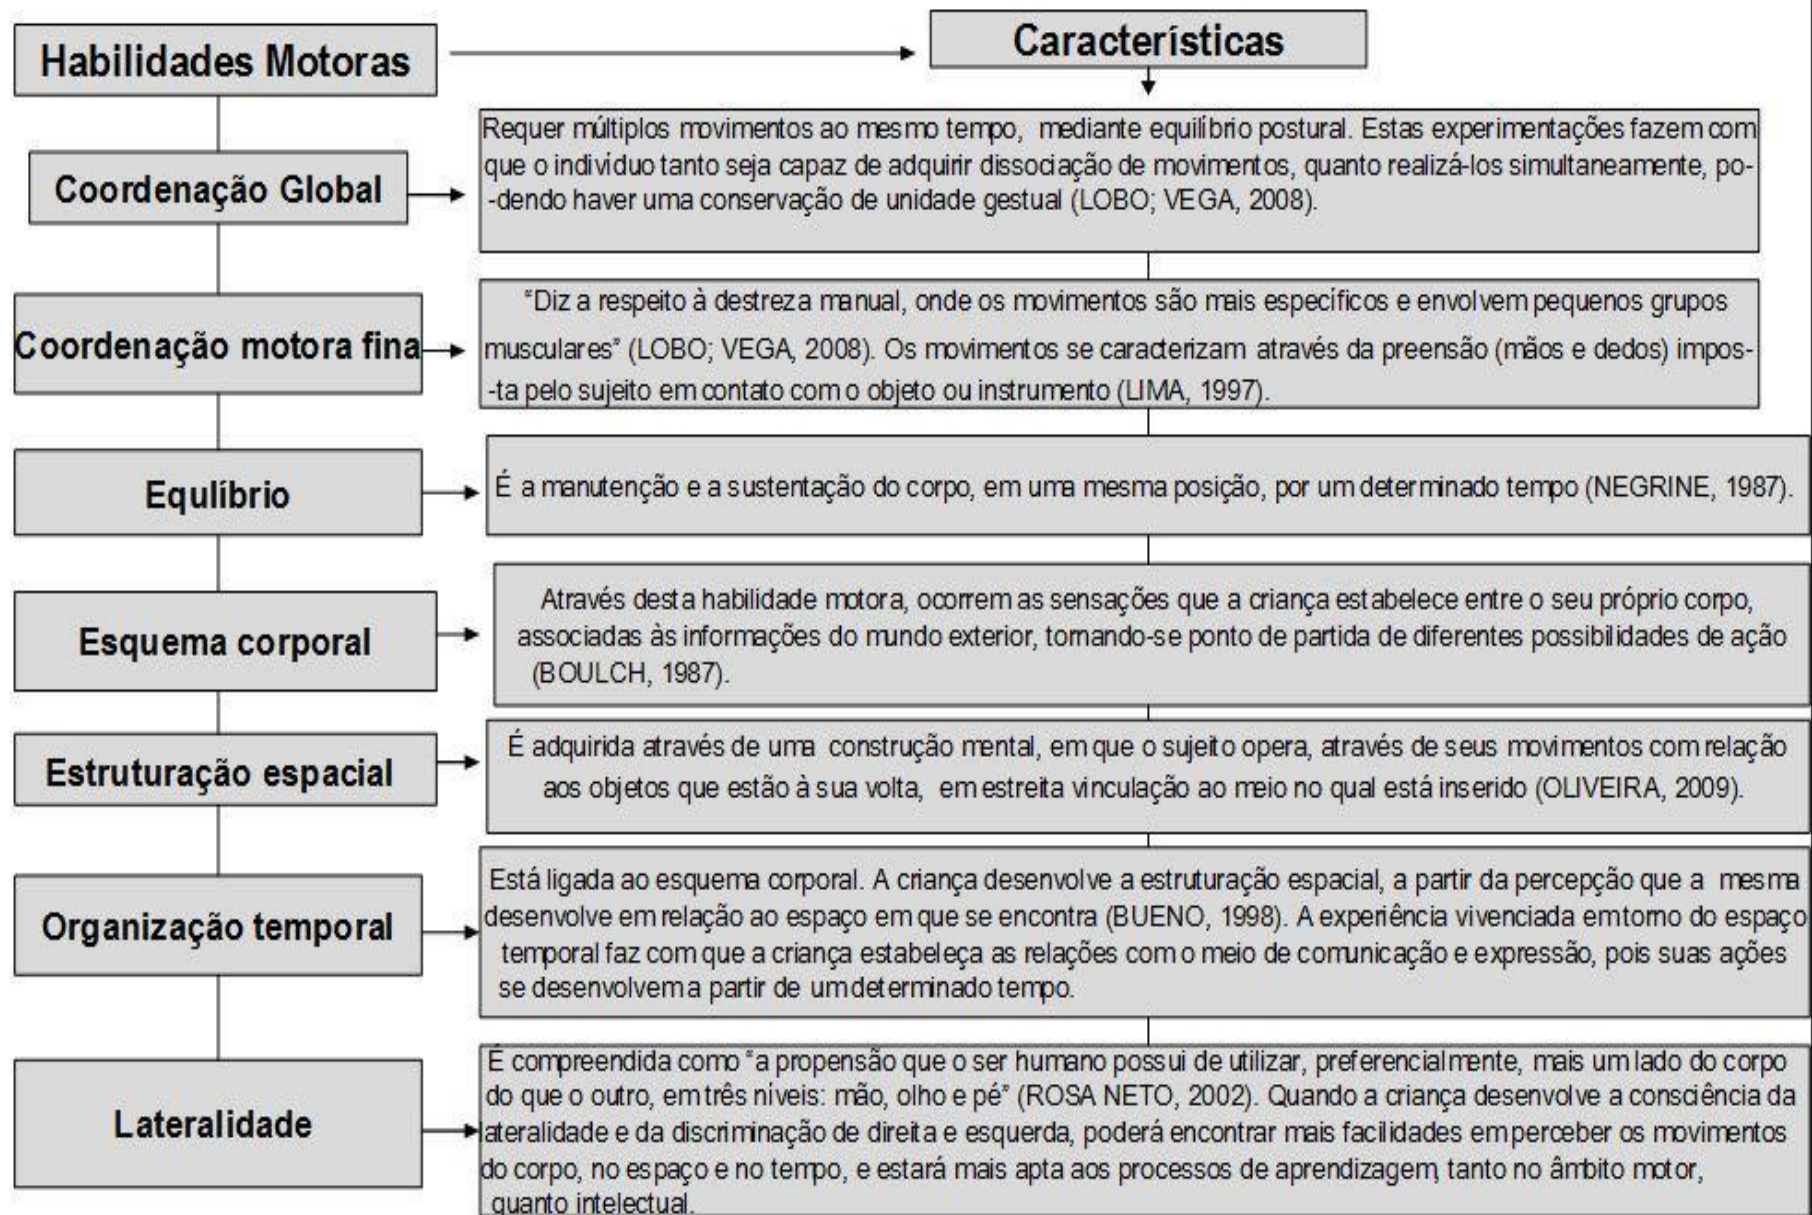 Habilidades Motoras
Características
Coordenação Global
Requer múltiplos movimentos ao mesmo tempo, mediante equilíbrio postural. Estas experimentações fazem com
que o indivíduo tanto seja capaz de adquirir dissociação de movimentos, quanto realizá-los simultaneamente, po-
-dendo haver uma conservação de unidade gestual (LOBO; VEGA, 2008).
Coordenação motora fina
"Diz a respeito à destreza manual, onde os movimentos são mais específicos e envolvem pequenos grupos
musculares" (LOBO; VEGA, 2008). Os movimentos se caracterizam através da preensão (mãos e dedos) impos-
-ta pelo sujeito em contato com o objeto ou instrumento (LIMA, 1997).
Equlíbrio
É a manutenção e a sustentação do corpo, em uma mesma posição, por um determinado tempo (NEGRINE, 1987).
Esquema corporal
Através desta habilidade motora, ocorrem as sensações que a criança estabelece entre o seu próprio corpo,
associadas às informações do mundo exterior, tornando-se ponto de partida de diferentes possibilidades de ação
(BOULCH, 1987).
Estruturação espacial
É adquirida através de uma construção mental, em que o sujeito opera, através de seus movimentos com relação
aos objetos que estão à sua volta, em estreita vinculação ao meio no qual está inserido (OLIVEIRA, 2009).
Organização temporal
Está ligada ao esquema corporal. A criança desenvolve a estruturação espacial, a partir da percepção que a mesma
desenvolve em relação ao espaço em que se encontra (BUENO, 1998). A experiência vivenciada em torno do espaço
temporal faz com que a criança estabeleça as relações com o meio de comunicação e expressão, pois suas ações
se desenvolvem a partir de um determinado tempo.
Lateralidade
É compreendida como "a propensão que o ser humano possui de utilizar, preferencialmente, mais um lado do corpo
do que o outro, em três níveis: mão, olho e pé" (ROSA NETO, 2002). Quando a criança desenvolve a consciência da
lateralidade e da discriminação de direita e esquerda, poderá encontrar mais facilidades em perceber os movimentos
do corpo, no espaço e no tempo, e estará mais apta aos processos de aprendizagem, tanto no âmbito motor,
quanto intelectual.